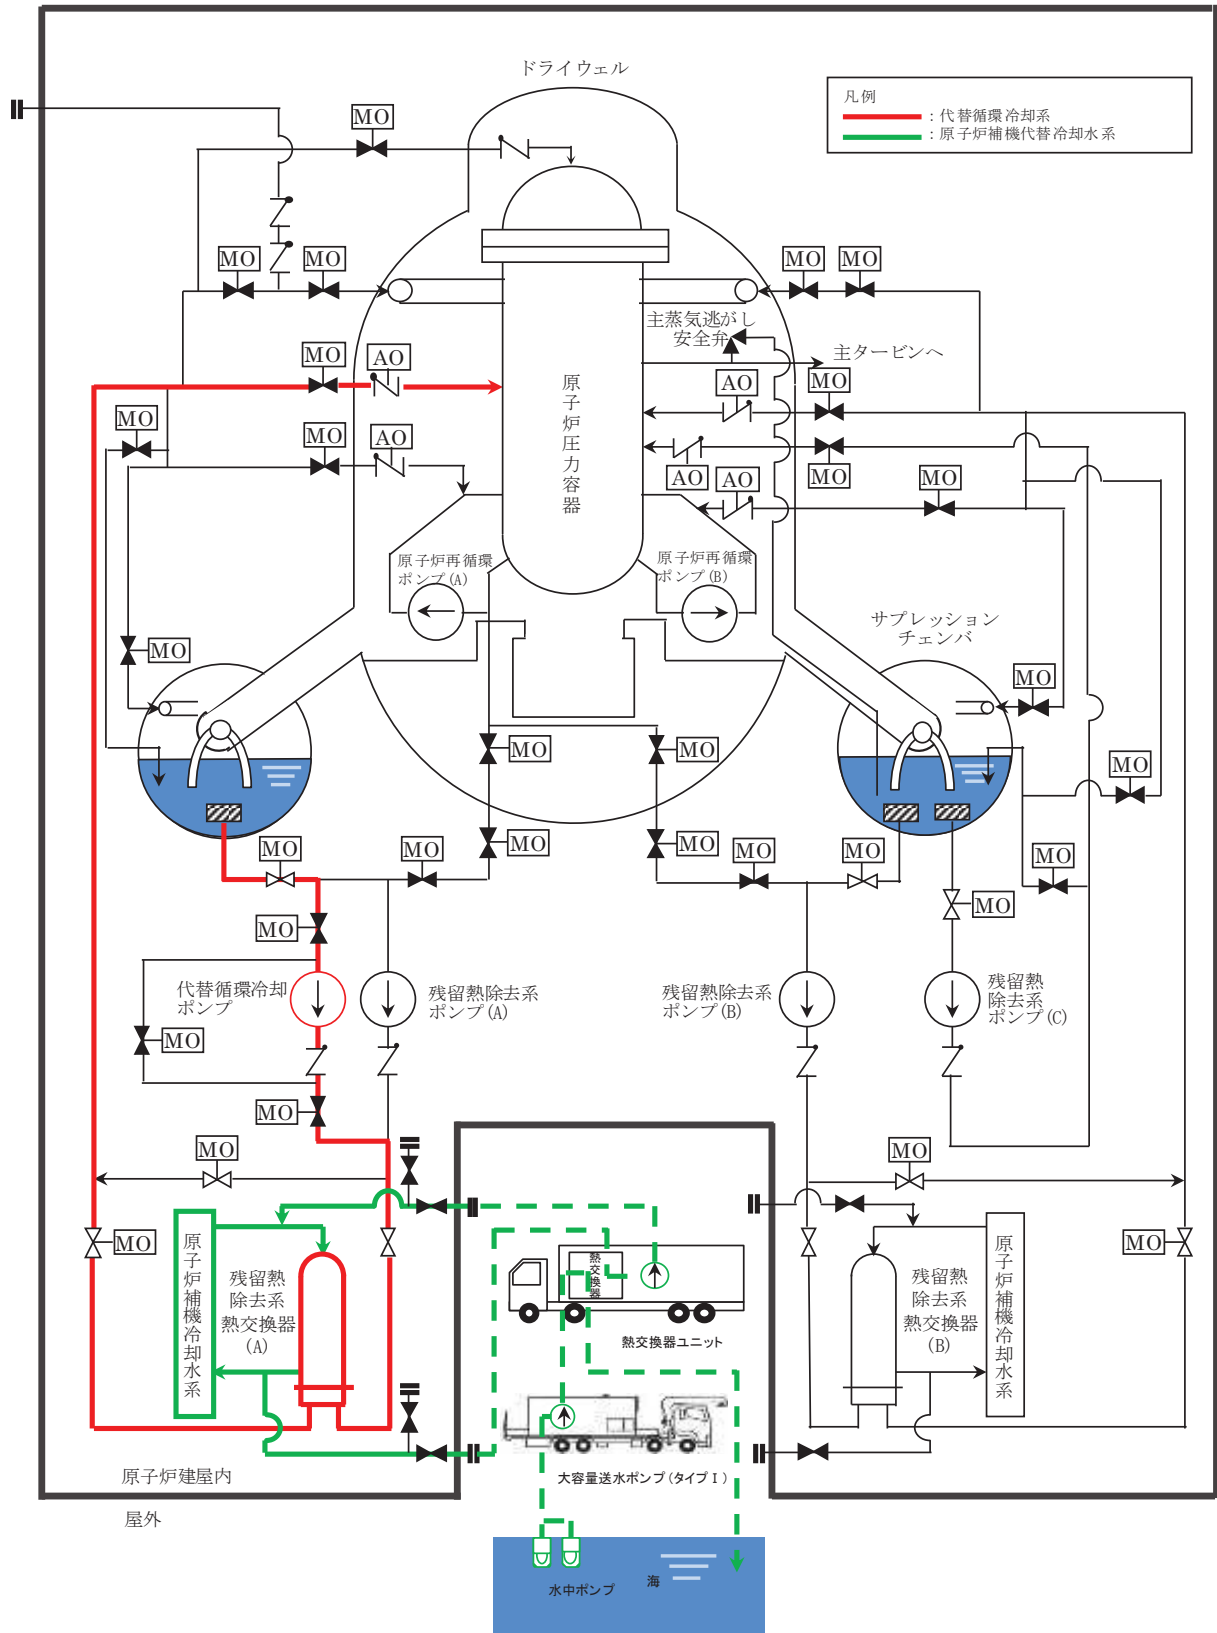 ドライウェル
凡例
：代替循環冷却系
：原子炉補機代替冷却水系
MO
MO
MO
MO
MO
主蒸気逃がし
安全弁
主タービンへ
MO
AO
MO
AO
原子炉圧力容器
MO
MO
AO
AO
MO
AO
MO
MO
原子炉再循環
ポンプ(A)
原子炉再循環
ポンプ(B)
サプレッション
チェンバ
MO
MO
MO
MO
MO
MO
MO
MO
MO
MO
MO
MO
MO
MO
代替循環冷却
ポンプ
残留熱除去系
ポンプ(A)
残留熱除去系
ポンプ(B)
残留熱
除去系
ポンプ(C)
MO
MO
MO
MO
MO
MO
原子炉補機冷却水系
残留熱
除去系
熱交換器
(A)
熱交換器
熱交換器ユニット
残留熱
除去系
熱交換器
(B)
原子炉補機冷却水系
大容量送水ポンプ(タイプⅠ)
原子炉建屋内
屋外
水中ポンプ
海